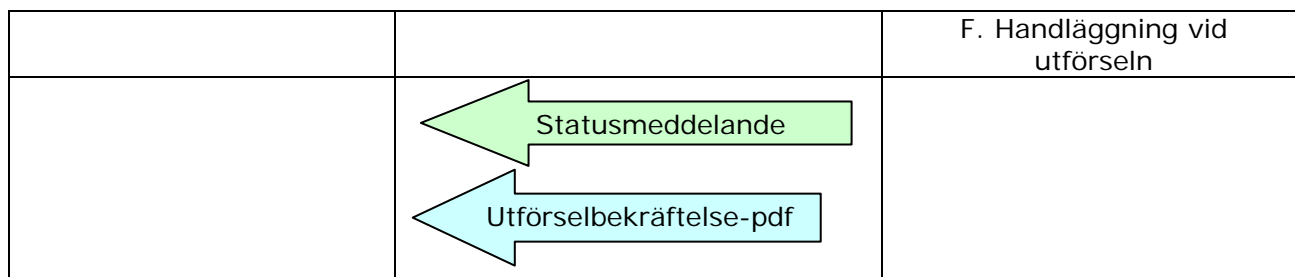 F. Handläggning vid
utförseln
Statusmeddelande
Utförselbekräftelse-pdf